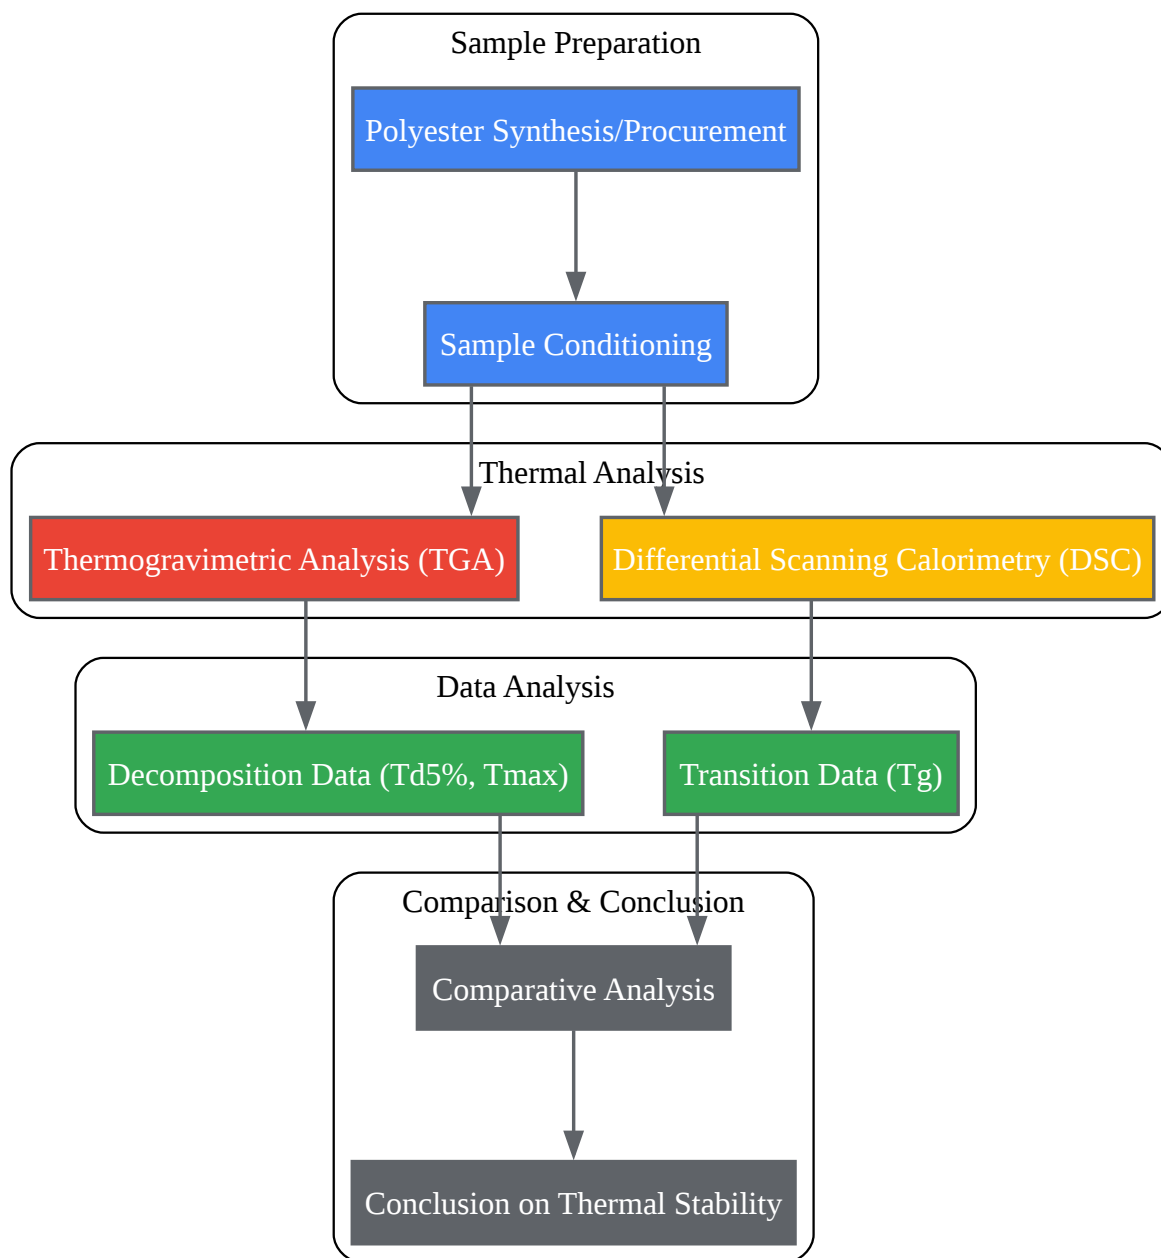 Sample Preparation
Polyester Synthesis/Procurement
Sample Conditioning
Thermal Analysis
Thermogravimetric Analysis (TGA)
Differential Scanning Calorimetry (DSC)
Data Analysis
Decomposition Data (Td5%, Tmax)
Transition Data (Tg)
Comparison & Conclusion
Comparative Analysis
Conclusion on Thermal Stability